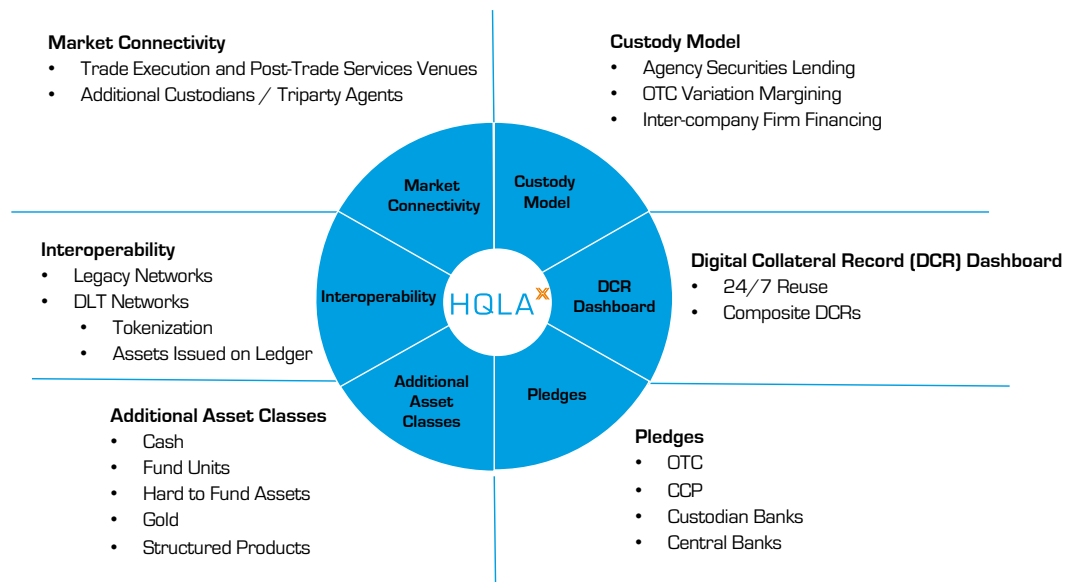 Market Connectivity
• Trade Execution and Post-Trade Services Venues
• Additional Custodians / Triparty Agents
Custody Model
• Agency Securities Lending
• OTC Variation Margining
• Inter-company Firm Financing
Market
Connectivity
Custody
Model
Interoperability
• Legacy Networks
• DLT Networks
• Tokenization
• Assets Issued on Ledger
Interoperability
HQLAX
DCR
Dashboard
Digital Collateral Record (DCR) Dashboard
• 24/7 Reuse
• Composite DCRs
Additional
Asset
Classes
Pledges
Additional Asset Classes
• Cash
• Fund Units
• Hard to Fund Assets
• Gold
• Structured Products
Pledges
• OTC
• CCP
• Custodian Banks
• Central Banks